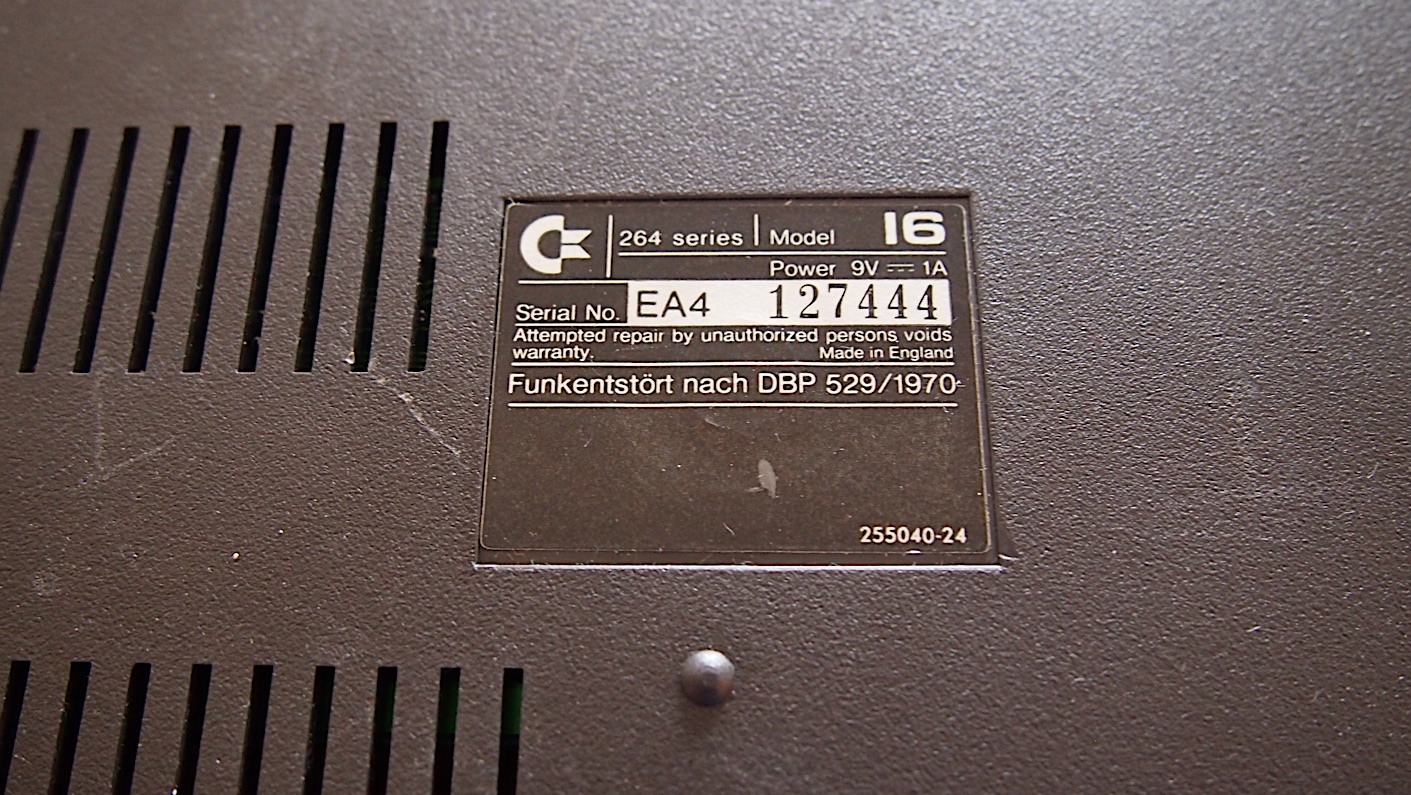 264 series Model 16
Power 9V ⎓ 1A
Serial No. EA4 127444
Attempted repair by unauthorized persons voids
warranty. Made in England
Funkentstört nach DBP 529/1970
255040-24